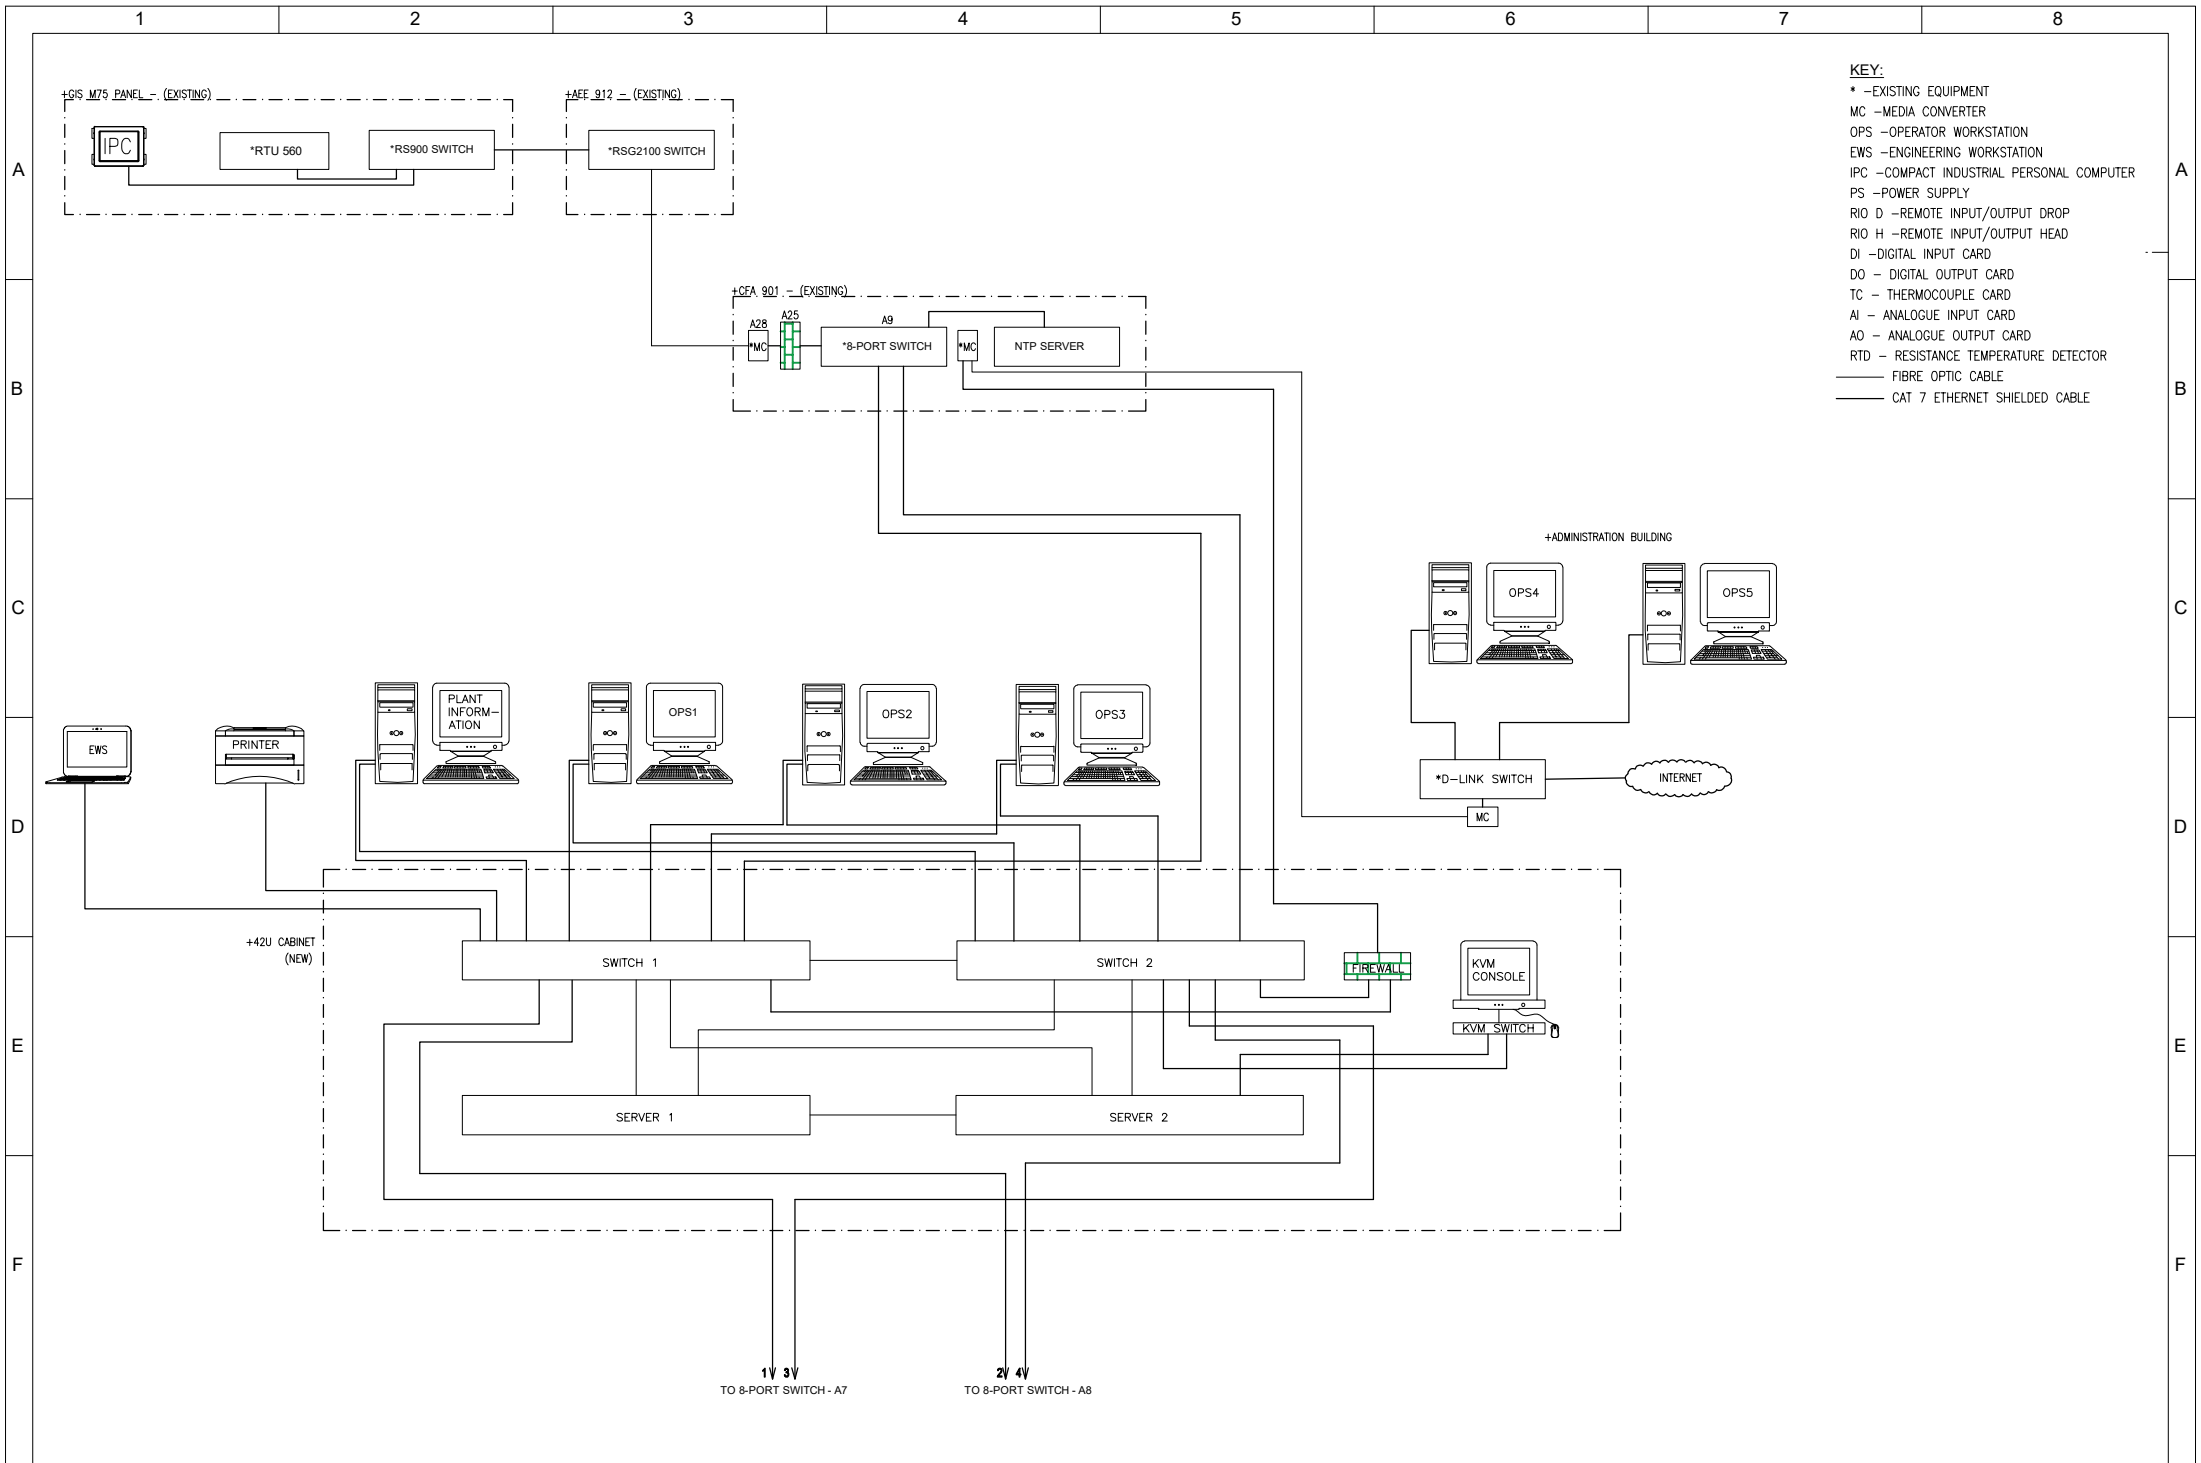 1 2 3 4 5 6 7 8
KEY:
* -EXISTING EQUIPMENT
MC -MEDIA CONVERTER
OPS -OPERATOR WORKSTATION
EWS -ENGINEERING WORKSTATION
IPC -COMPACT INDUSTRIAL PERSONAL COMPUTER
PS -POWER SUPPLY
RIO D -REMOTE INPUT/OUTPUT DROP
RIO H -REMOTE INPUT/OUTPUT HEAD
DI -DIGITAL INPUT CARD
DO - DIGITAL OUTPUT CARD
TC - THERMOCOUPLE CARD
AI - ANALOGUE INPUT CARD
AO - ANALOGUE OUTPUT CARD
RTD - RESISTANCE TEMPERATURE DETECTOR
FIBRE OPTIC CABLE
CAT 7 ETHERNET SHIELDED CABLE
+GIS M75 PANEL - (EXISTING)
+AEE 912 - (EXISTING)
IPC
*RTU 560
*RS900 SWITCH
*RSG2100 SWITCH
A
A
+CFA 901 - (EXISTING)
A28
A25
A9
*MC
*8-PORT SWITCH
*MC
NTP SERVER
B
B
+ADMINISTRATION BUILDING
OPS4
OPS5
C
C
EWS
PRINTER
PLANT
INFORM-
ATION
OPS1
OPS2
OPS3
*D-LINK SWITCH
INTERNET
MC
D
D
+42U CABINET
(NEW)
SWITCH 1
SWITCH 2
FIREWALL
KVM
CONSOLE
KVM SWITCH
E
E
SERVER 1
SERVER 2
F
F
1 3
2 4
TO 8-PORT SWITCH - A7
TO 8-PORT SWITCH - A8